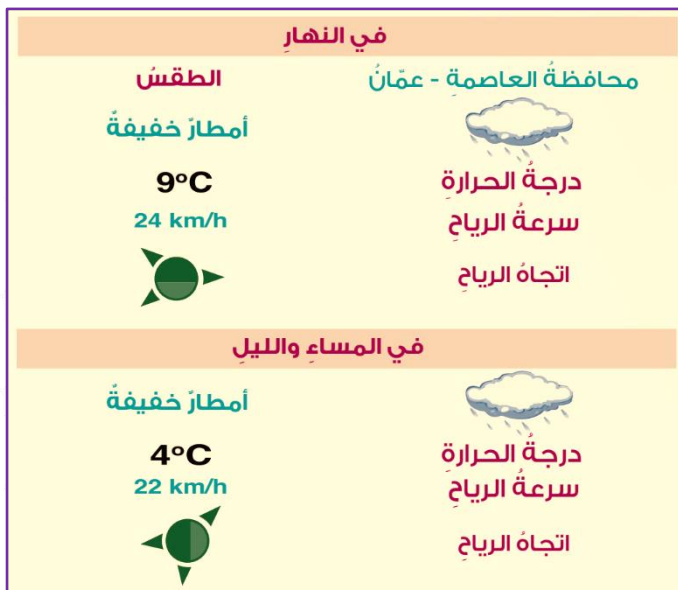 في النهارِ
محافظةُ العاصمةِ - عمّانُ الطقسُ
أمطارٌ خفيفةٌ
درجةُ الحرارةِ 9°C
سرعةُ الرياحِ 24 km/h
اتجاهُ الرياحِ
في المساءِ والليلِ
أمطارٌ خفيفةٌ
درجةُ الحرارةِ 4°C
سرعةُ الرياحِ 22 km/h
اتجاهُ الرياحِ